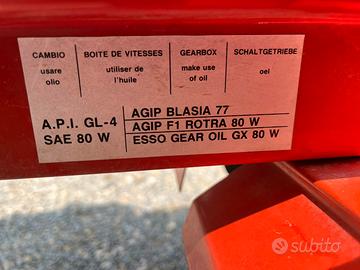 CAMBIO
usare
olio
BOITE DE VITESSES
utiliser de
l'huile
GEARBOX
make use
of oil
SCHALTGETRIEBE
oel
A.P.I. GL-4
SAE 80 W
AGIP BLASIA 77
AGIP F1 ROTRA 80 W
ESSO GEAR OIL GX 80 W
subito